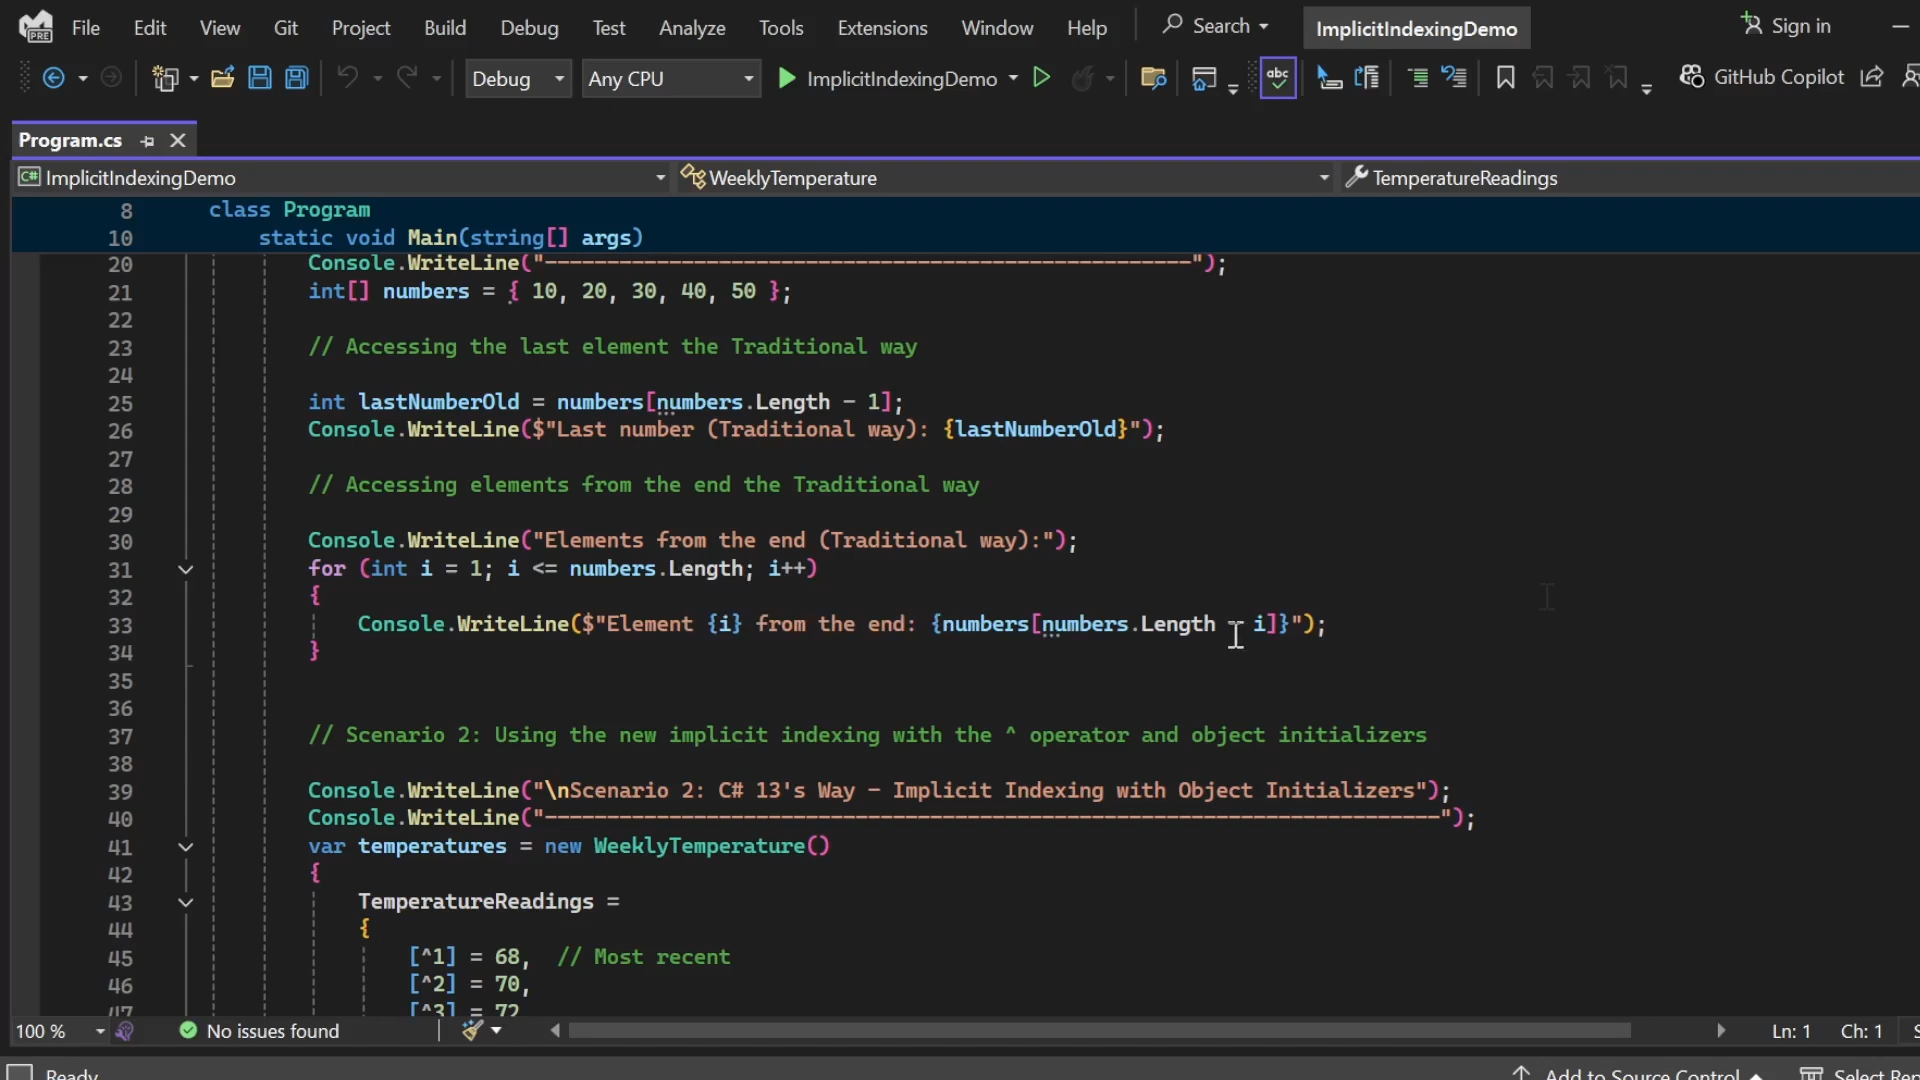 File Edit View Git Project Build Debug Test Analyze Tools Extensions Window Help Search ImplicitIndexingDemo Sign in
PRE
Debug Any CPU ImplicitIndexingDemo abc GitHub Copilot
Program.cs
C# ImplicitIndexingDemo WeeklyTemperature TemperatureReadings
8 class Program
10 static void Main(string[] args)
20 Console.WriteLine("----------------------------------------------------");
21 int[] numbers = { 10, 20, 30, 40, 50 };
22
23 // Accessing the last element the Traditional way
24
25 int lastNumberOld = numbers[numbers.Length - 1];
26 Console.WriteLine($"Last number (Traditional way): {lastNumberOld}");
27
28 // Accessing elements from the end the Traditional way
29
30 Console.WriteLine("Elements from the end (Traditional way):");
31 for (int i = 1; i <= numbers.Length; i++)
32 {
33 Console.WriteLine($"Element {i} from the end: {numbers[numbers.Length - i]}");
34 }
35
36
37 // Scenario 2: Using the new implicit indexing with the ^ operator and object initializers
38
39 Console.WriteLine("\nScenario 2: C# 13's Way - Implicit Indexing with Object Initializers");
40 Console.WriteLine("------------------------------------------------------------------------");
41 var temperatures = new WeeklyTemperature()
42 {
43 TemperatureReadings =
44 {
45 [^1] = 68, // Most recent
46 [^2] = 70,
47 [^3] = 72
100 % No issues found Ln: 1 Ch: 1
Ready Add to Source Control Select